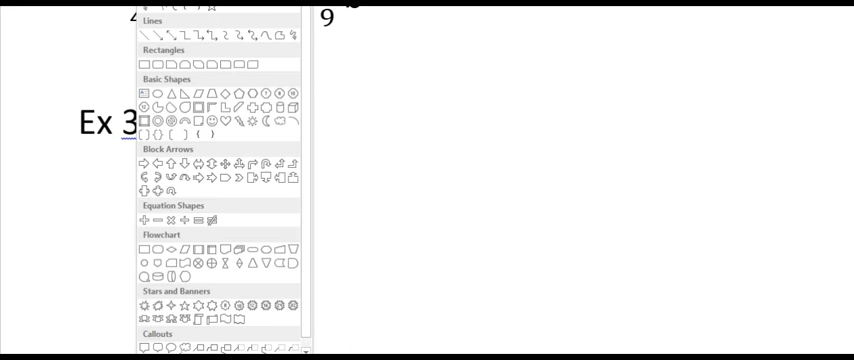 Lines
9
Rectangles
Basic Shapes
Ex 3
Block Arrows
Equation Shapes
Flowchart
Stars and Banners
Callouts